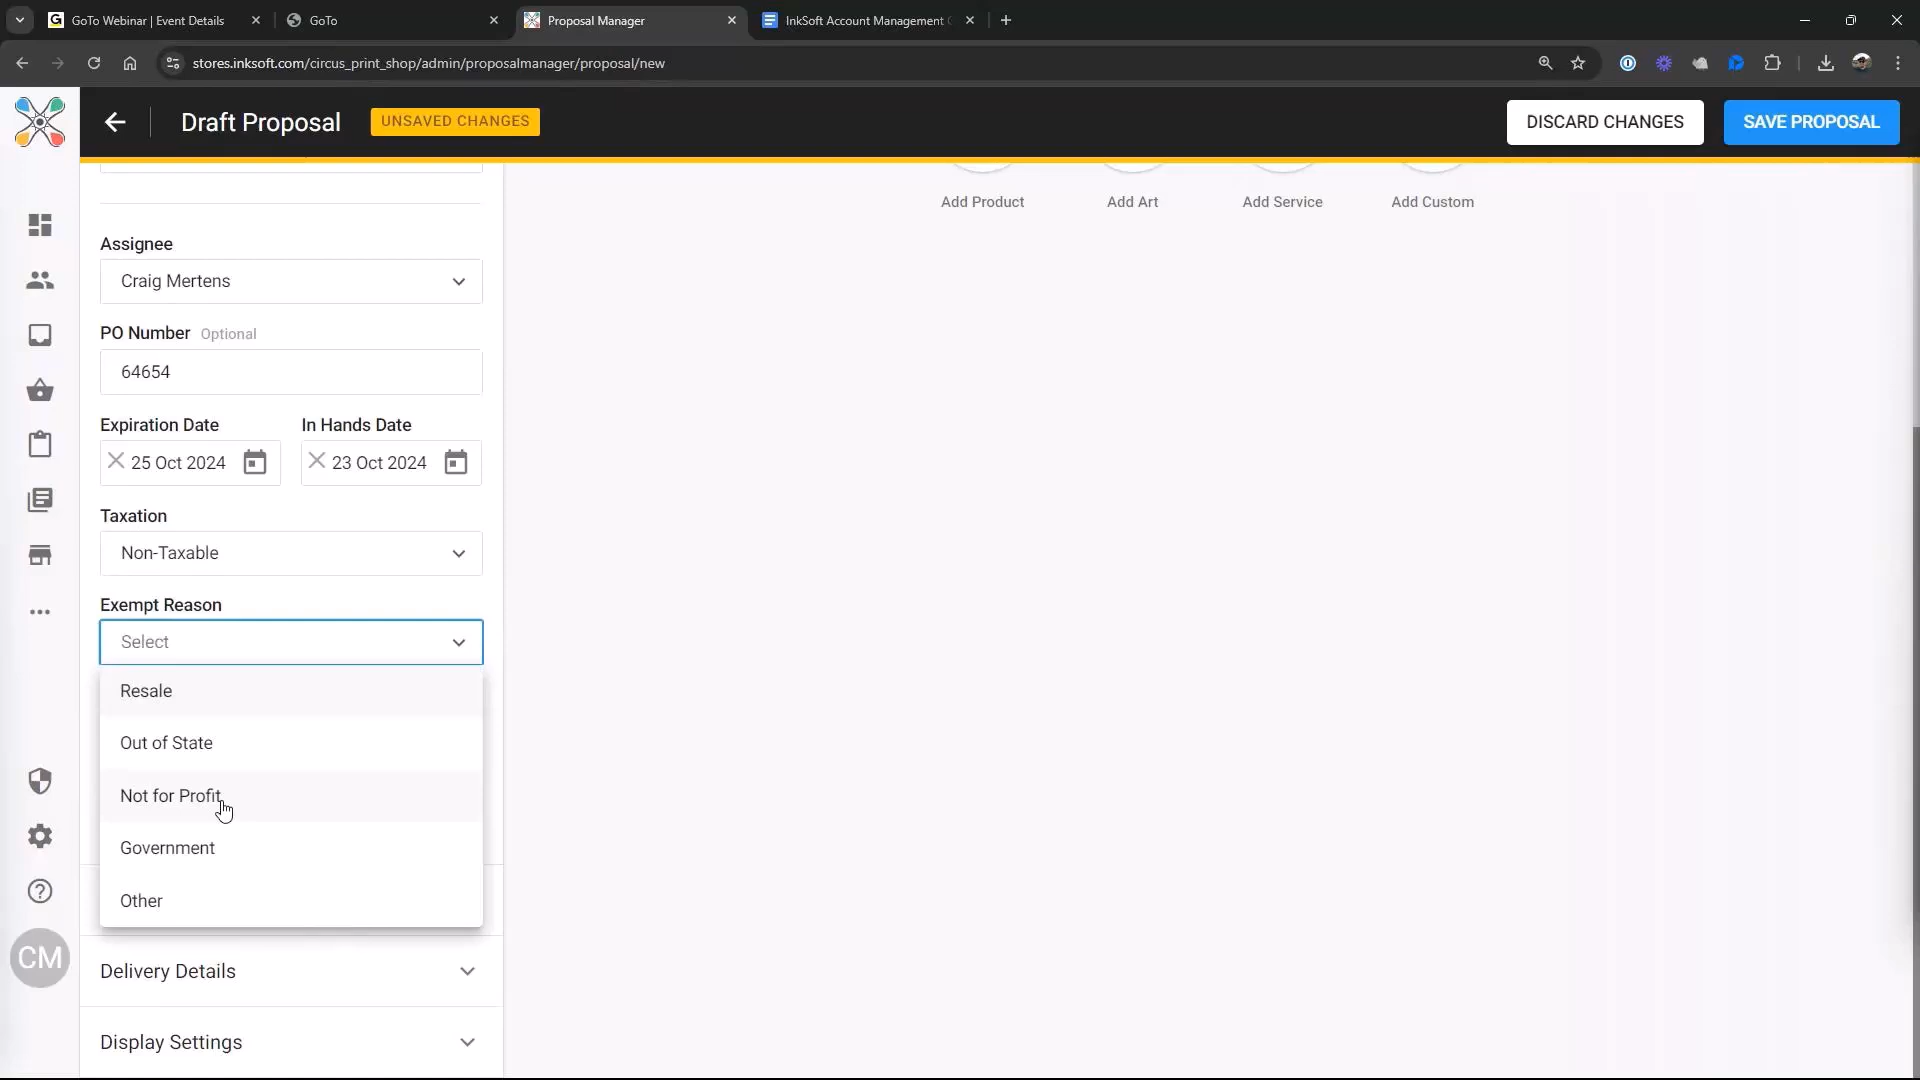 GoTo Webinar | Event Details
GoTo
Proposal Manager
InkSoft Account Management
stores.inksoft.com/circus_print_shop/admin/proposalmanager/proposal/new
Draft Proposal
UNSAVED CHANGES
DISCARD CHANGES
SAVE PROPOSAL
Add Product
Add Art
Add Service
Add Custom
Assignee
Craig Mertens
PO Number Optional
64654
Expiration Date
In Hands Date
25 Oct 2024
23 Oct 2024
Taxation
Non-Taxable
Exempt Reason
Select
Resale
Out of State
Not for Profit
Government
Other
CM
Delivery Details
Display Settings